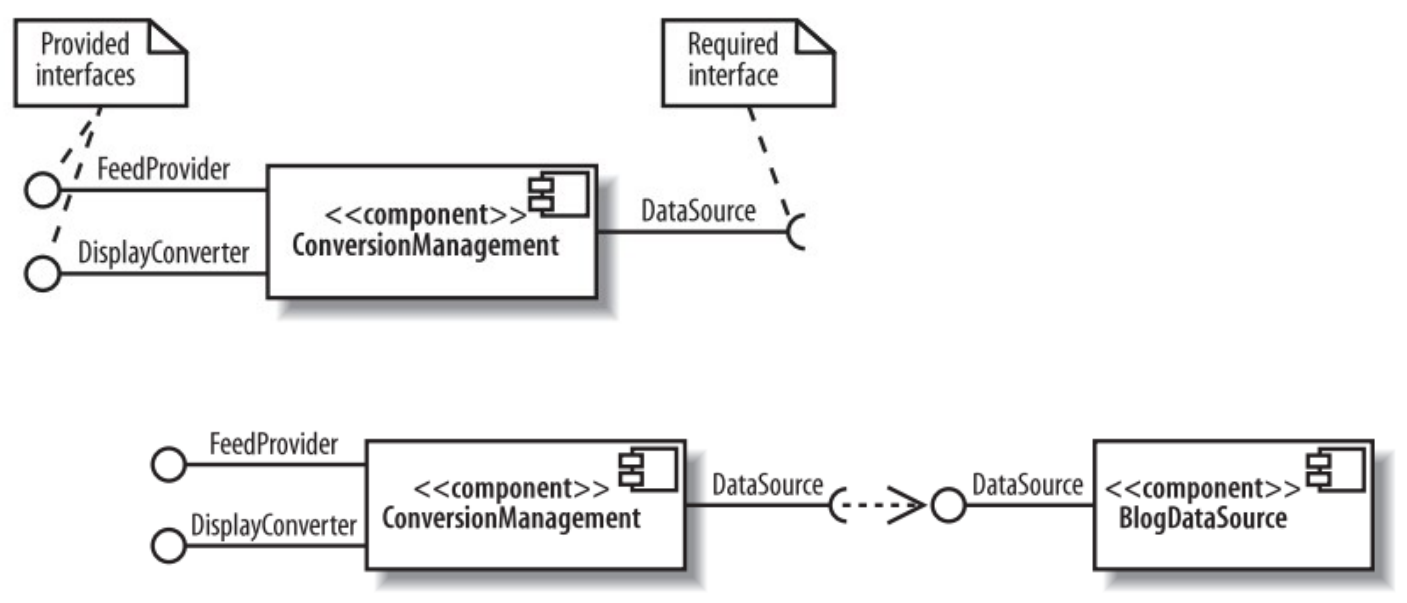 Provided
interfaces
Required
interface
FeedProvider
<<component>>
ConversionManagement
DataSource
DisplayConverter
FeedProvider
<<component>>
ConversionManagement
DataSource
DataSource
<<component>>
BlogDataSource
DisplayConverter